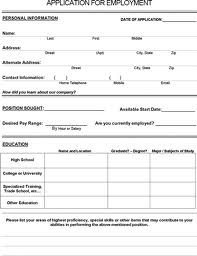 APPLICATION FOR EMPLOYMENT
PERSONAL INFORMATION DATE OF APPLICATION:
Name:
Last First Middle
Address:
Street (Apt) City, State Zip
Alternate Address:
Street City, State Zip
Contact Information: ( ) ( )
Home Telephone Mobile Email
How did you learn about our company?
POSITION SOUGHT: Available Start Date:
Desired Pay Range: Are you currently employed?
By Hour or Salary
EDUCATION
Name and Location Graduate? – Degree? Major / Subjects of Study
High School
College or University
Specialized Training,
Trade School, etc…
Other Education
Please list your areas of highest proficiency, special skills or other items that may contribute to your
abilities in performing the above mentioned position.